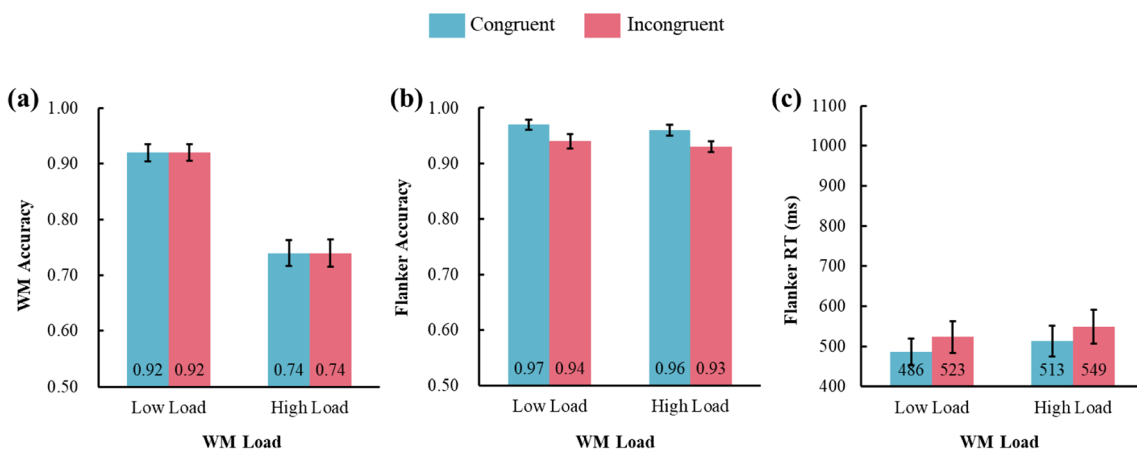 Congruent Incongruent
(a)
WM Accuracy
1.00
0.90
0.80
0.70
0.60
0.50
0.92 0.92 0.74 0.74
Low Load High Load
WM Load
(b)
Flanker Accuracy
1.00
0.90
0.80
0.70
0.60
0.50
0.97 0.94 0.96 0.93
Low Load High Load
WM Load
(c)
Flanker RT (ms)
1100
1000
900
800
700
600
500
400
486 523 513 549
Low Load High Load
WM Load